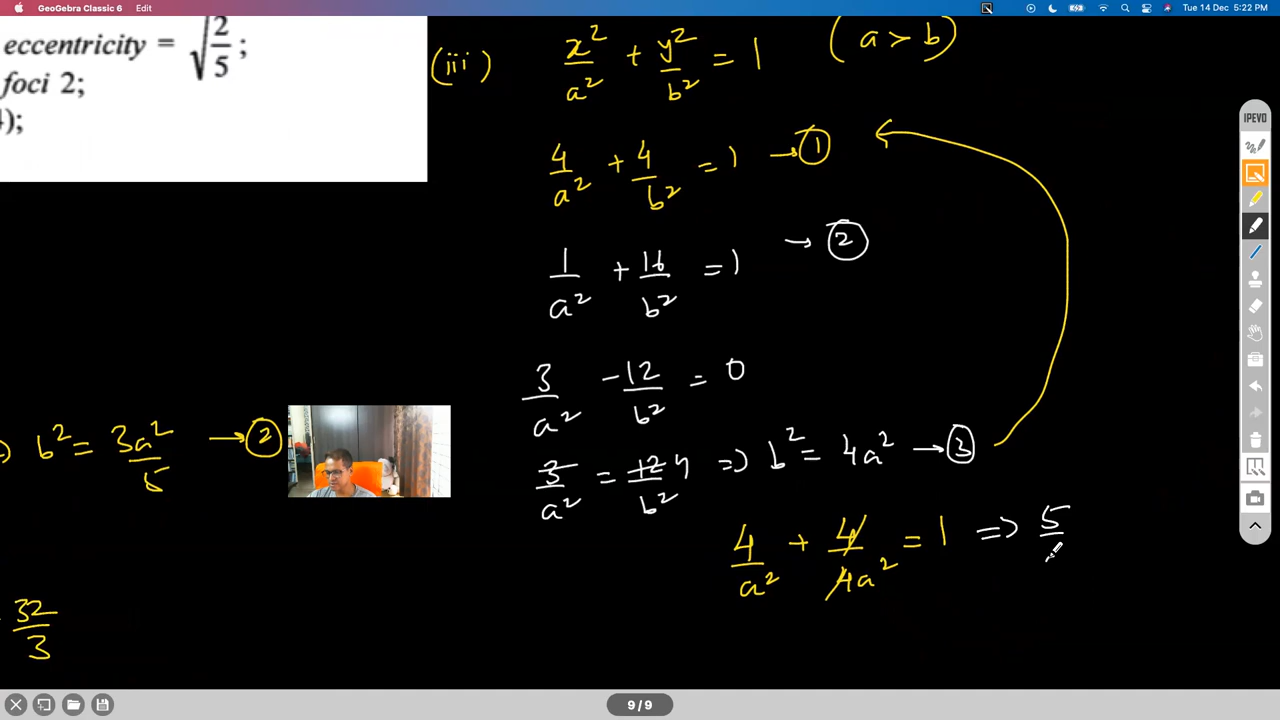 GeoGebra Classic 6 Edit Tue 14 Dec 5:22 PM
eccentricity = √(2/5) ;
foci 2;
);
(iii) x²/a² + y²/b² = 1 (a > b)
4/a² + 4/b² = 1 → ①
1/a² + 16/b² = 1 → ②
3/a² - 12/b² = 0
) b² = 3a²/5 → ②
3/a² = 12 4/b² => b² = 4a² → ③
4/a² + 4/4a² = 1 => 5/
32/3
IPEVO
9 / 9